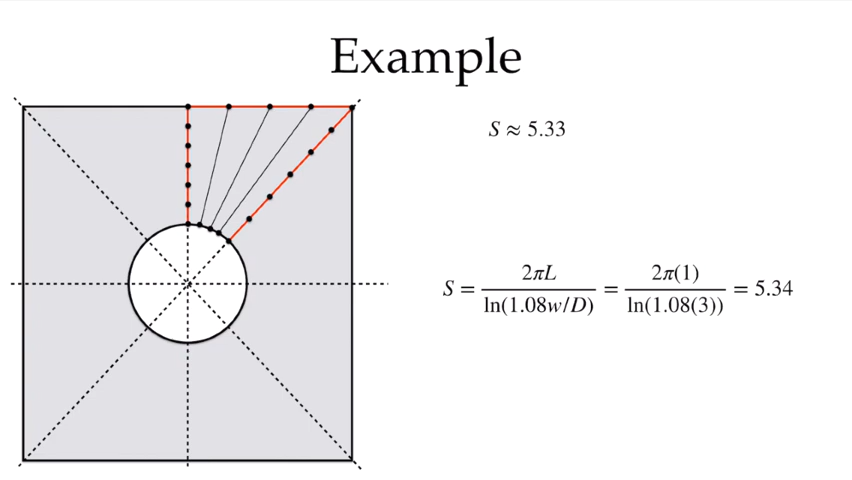 Example
S ≈ 5.33
S = 2πL / ln(1.08w/D) = 2π(1) / ln(1.08(3)) = 5.34